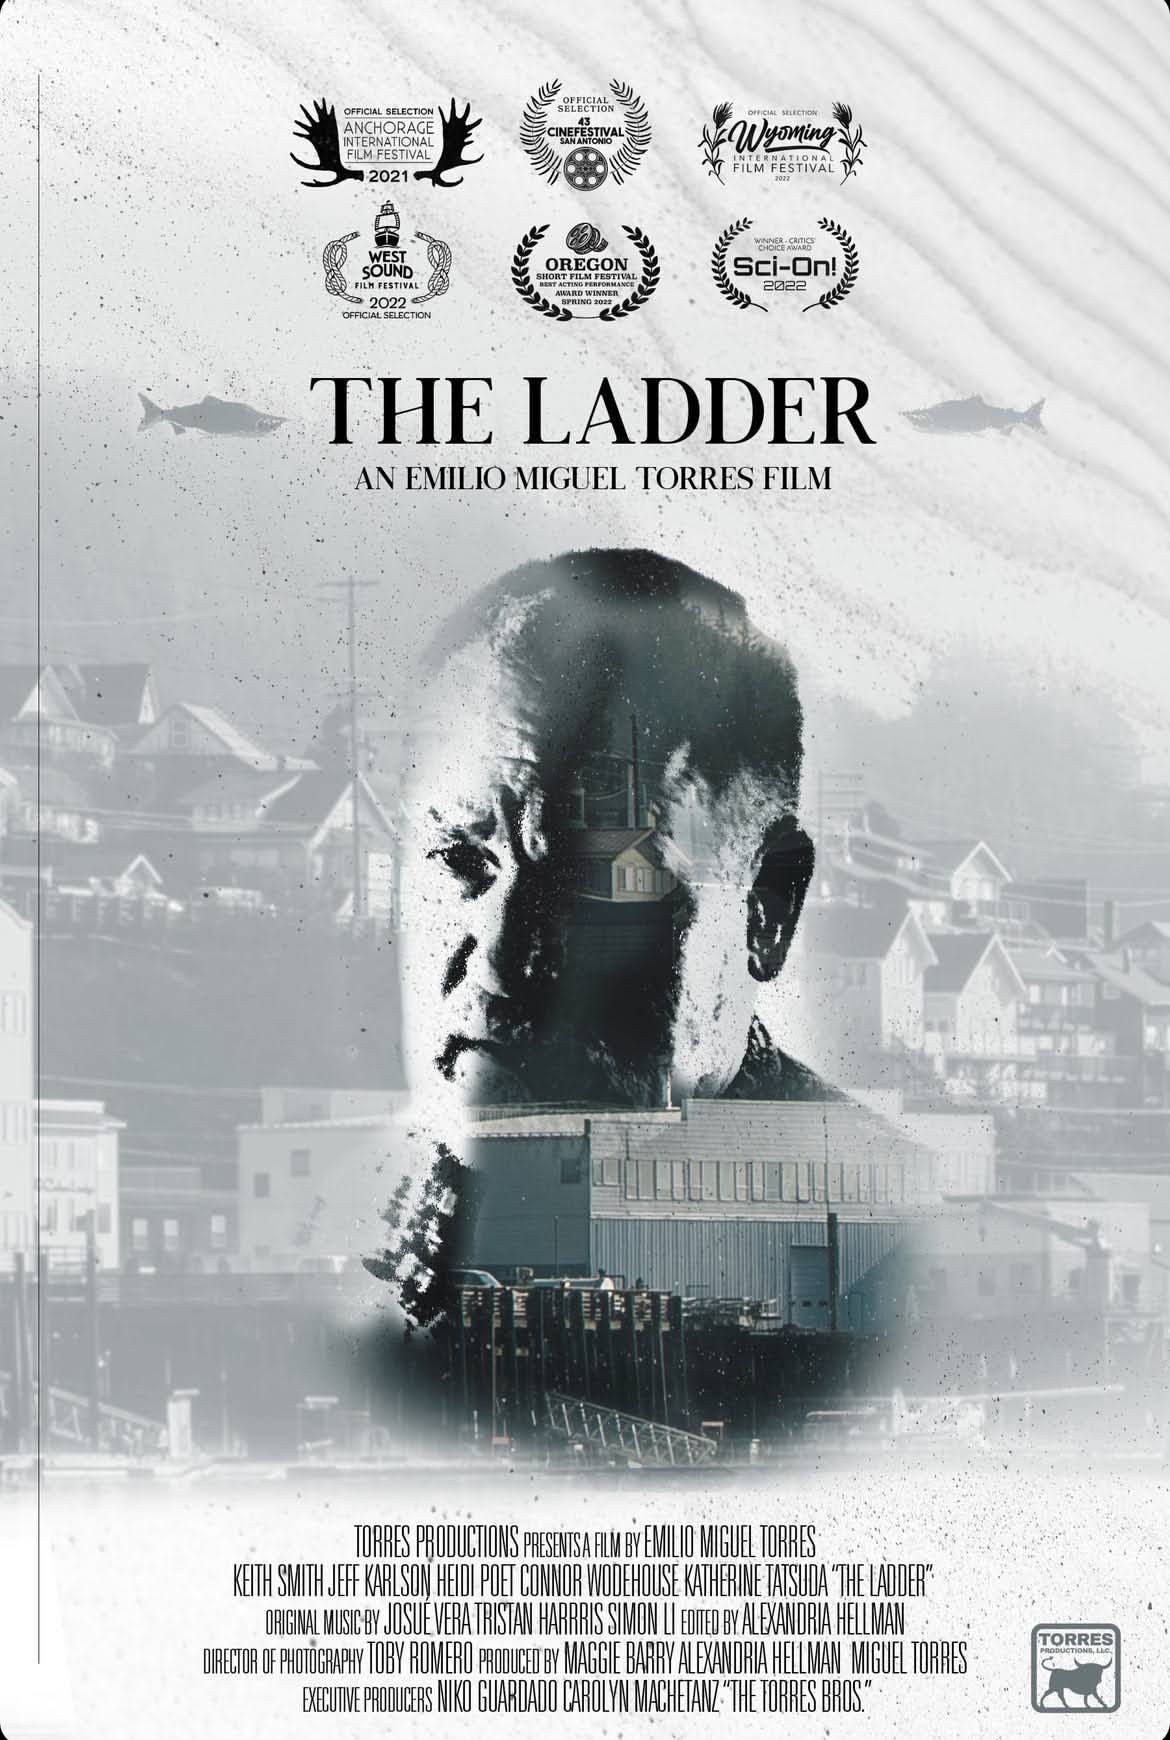 OFFICIAL SELECTION
ANCHORAGE
INTERNATIONAL
FILM FESTIVAL
2021
OFFICIAL
SELECTION
43
CINEFESTIVAL
SAN ANTONIO
OFFICIAL SELECTION
Wyoming
INTERNATIONAL
FILM FESTIVAL
2022
WEST
SOUND
FILM FESTIVAL
2022
OFFICIAL SELECTION
OREGON
SHORT FILM FESTIVAL
BEST ACTING PERFORMANCE
AWARD WINNER
SPRING 2022
WINNER - CRITICS'
CHOICE AWARD
Sci-On!
2022
THE LADDER
AN EMILIO MIGUEL TORRES FILM
TORRES PRODUCTIONS PRESENTS A FILM BY EMILIO MIGUEL TORRES
KEITH SMITH JEFF KARLSON HEIDI POET CONNOR WODEHOUSE KATHERINE TATSUDA "THE LADDER"
ORIGINAL MUSIC BY JOSUÉ VERA TRISTAN HARRRIS SIMON LI EDITED BY ALEXANDRIA HELLMAN
DIRECTOR OF PHOTOGRAPHY TOBY ROMERO PRODUCED BY MAGGIE BARRY ALEXANDRIA HELLMAN MIGUEL TORRES
EXECUTIVE PRODUCERS NIKO GUARDADO CAROLYN MACHETANZ "THE TORRES BROS."
TORRES
PRODUCTIONS, LLC.